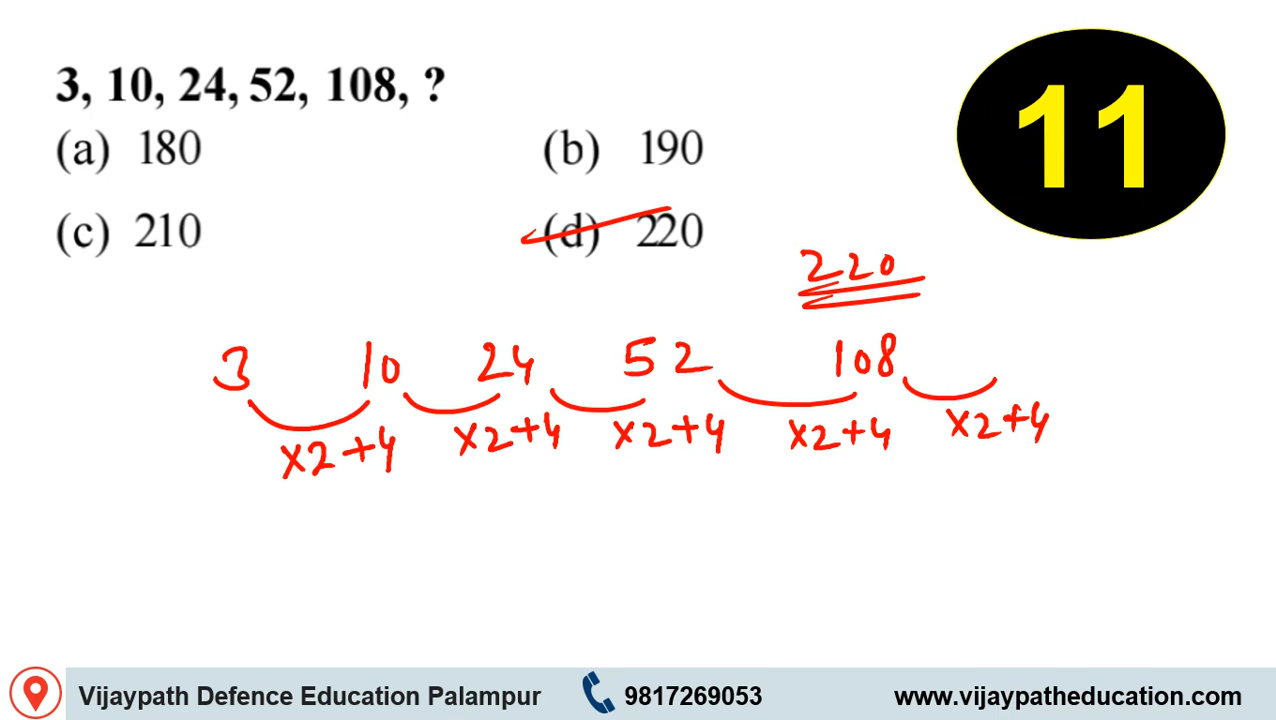 3, 10, 24, 52, 108, ?
11
(a) 180 (b) 190
(c) 210 (d) 220
220
3 10 24 52 108
x2+4 x2+4 x2+4 x2+4 x2+4
Vijaypath Defence Education Palampur 9817269053 www.vijaypatheducation.com